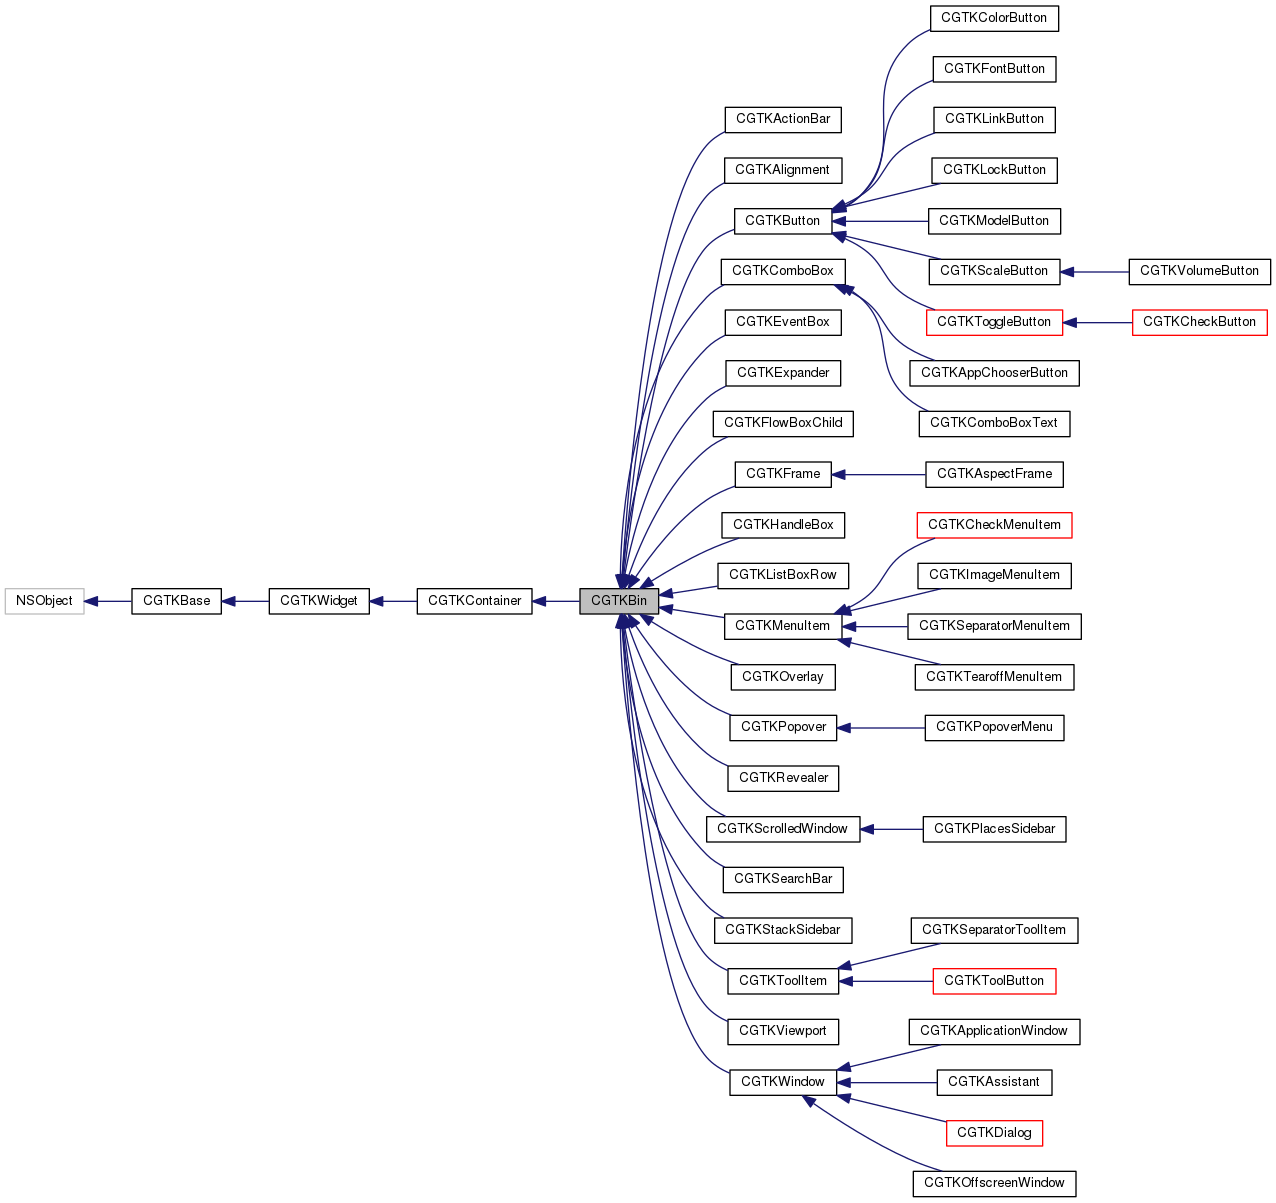 CGTKColorButton
CGTKFontButton
CGTKActionBar
CGTKLinkButton
CGTKAlignment
CGTKLockButton
CGTKButton
CGTKModelButton
CGTKComboBox
CGTKScaleButton
CGTKVolumeButton
CGTKEventBox
CGTKToggleButton
CGTKCheckButton
CGTKExpander
CGTKAppChooserButton
CGTKFlowBoxChild
CGTKComboBoxText
CGTKFrame
CGTKAspectFrame
CGTKHandleBox
CGTKCheckMenuItem
CGTKListBoxRow
CGTKImageMenuItem
NSObject
CGTKBase
CGTKWidget
CGTKContainer
CGTKBin
CGTKMenuItem
CGTKSeparatorMenuItem
CGTKOverlay
CGTKTearoffMenuItem
CGTKPopover
CGTKPopoverMenu
CGTKRevealer
CGTKScrolledWindow
CGTKPlacesSidebar
CGTKSearchBar
CGTKStackSidebar
CGTKSeparatorToolItem
CGTKToolItem
CGTKToolButton
CGTKViewport
CGTKApplicationWindow
CGTKWindow
CGTKAssistant
CGTKDialog
CGTKOffscreenWindow